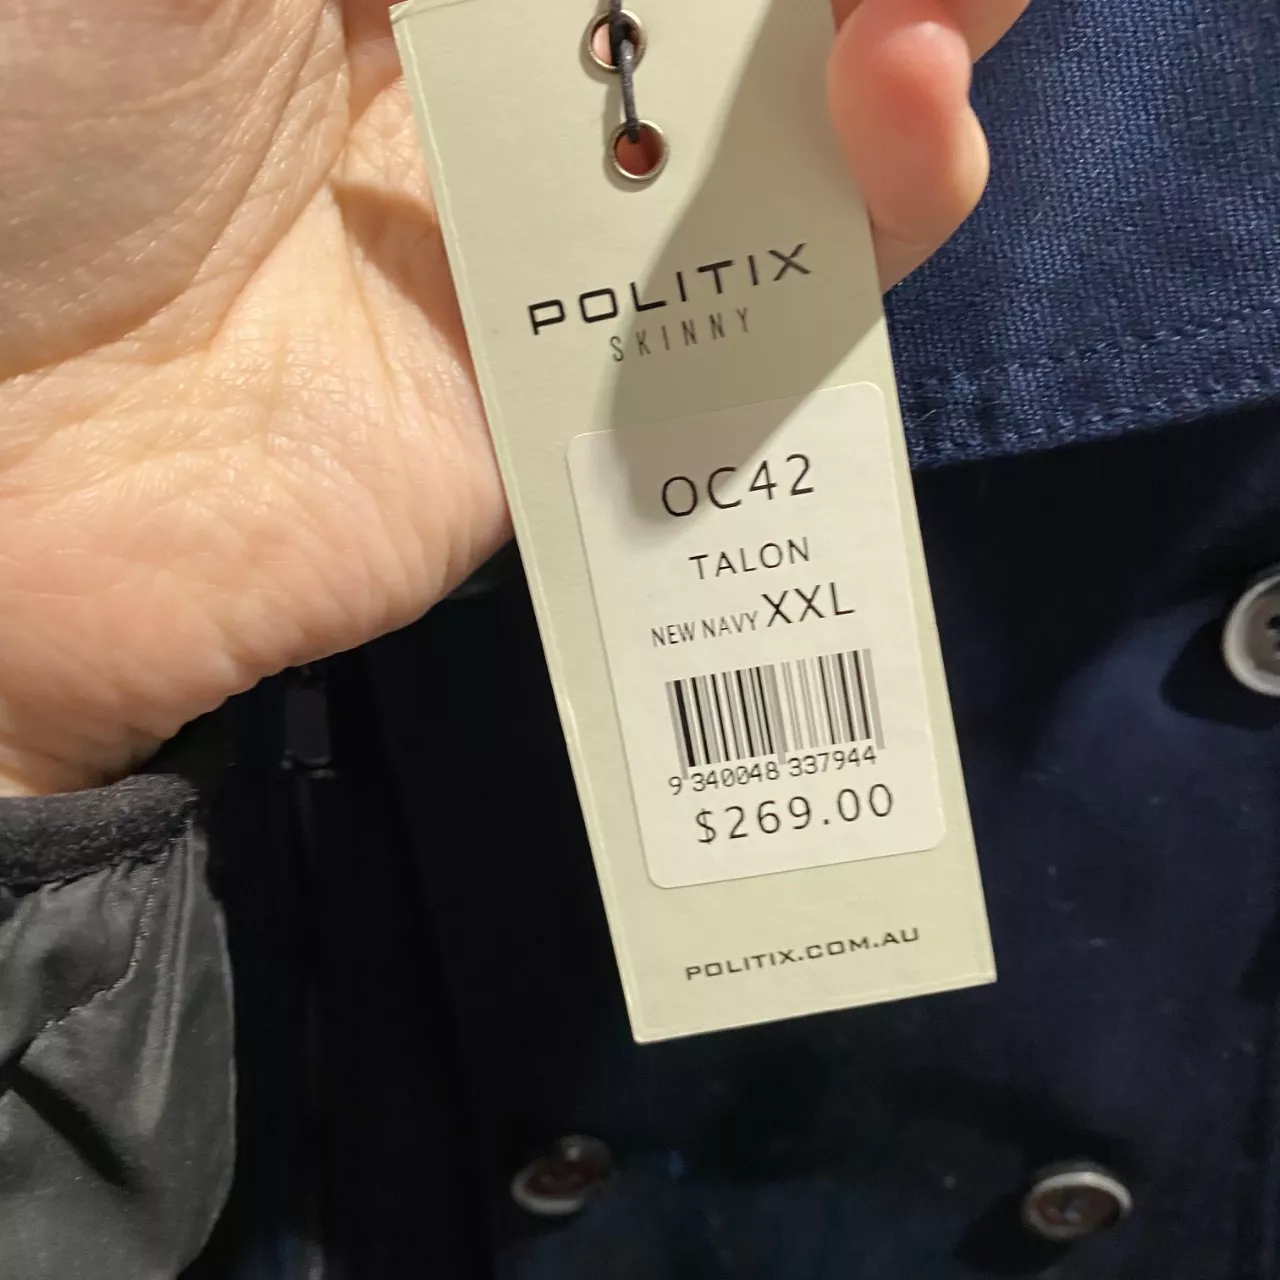 POLITIX
SKINNY
OC42
TALON
NEW NAVY XXL
9 340048 337944
$269.00
POLITIX.COM.AU